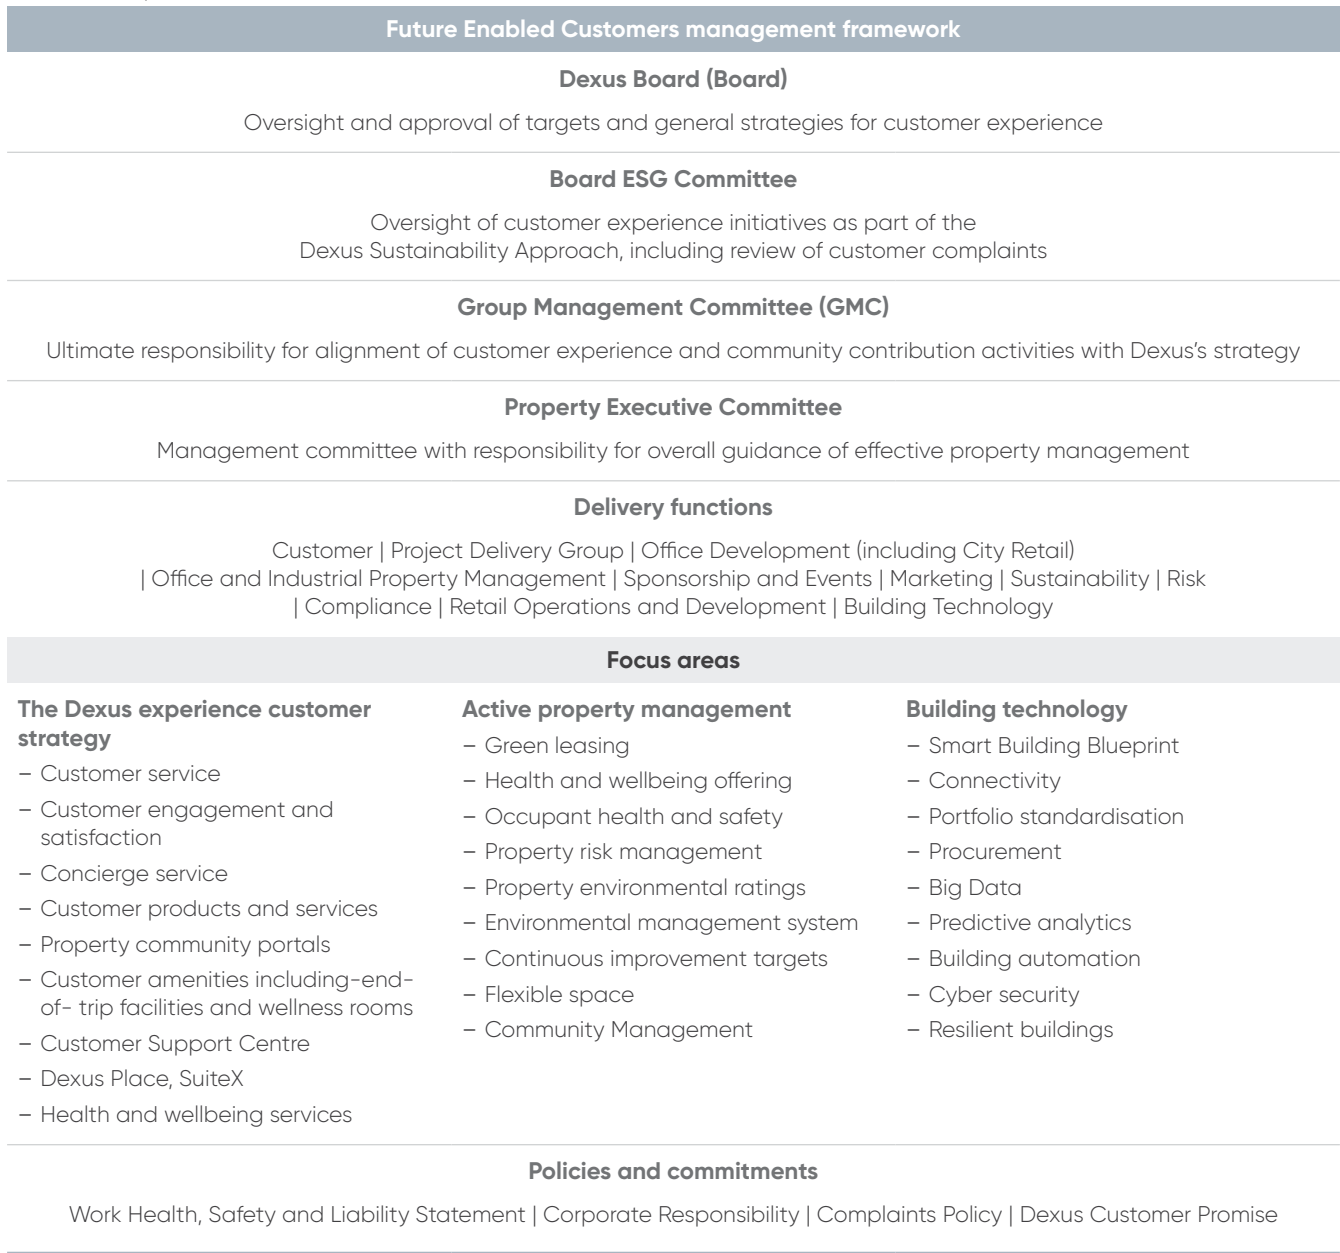 Future Enabled Customers management framework
Dexus Board (Board)
Oversight and approval of targets and general strategies for customer experience
Board ESG Committee
Oversight of customer experience initiatives as part of the
Dexus Sustainability Approach, including review of customer complaints
Group Management Committee (GMC)
Ultimate responsibility for alignment of customer experience and community contribution activities with Dexus's strategy
Property Executive Committee
Management committee with responsibility for overall guidance of effective property management
Delivery functions
Customer | Project Delivery Group | Office Development (including City Retail)
| Office and Industrial Property Management | Sponsorship and Events | Marketing | Sustainability | Risk
| Compliance | Retail Operations and Development | Building Technology
Focus areas
The Dexus experience customer
strategy
– Customer service
– Customer engagement and
satisfaction
– Concierge service
– Customer products and services
– Property community portals
– Customer amenities including-end-
of- trip facilities and wellness rooms
– Customer Support Centre
– Dexus Place, SuiteX
– Health and wellbeing services
Active property management
– Green leasing
– Health and wellbeing offering
– Occupant health and safety
– Property risk management
– Property environmental ratings
– Environmental management system
– Continuous improvement targets
– Flexible space
– Community Management
Building technology
– Smart Building Blueprint
– Connectivity
– Portfolio standardisation
– Procurement
– Big Data
– Predictive analytics
– Building automation
– Cyber security
– Resilient buildings
Policies and commitments
Work Health, Safety and Liability Statement | Corporate Responsibility | Complaints Policy | Dexus Customer Promise